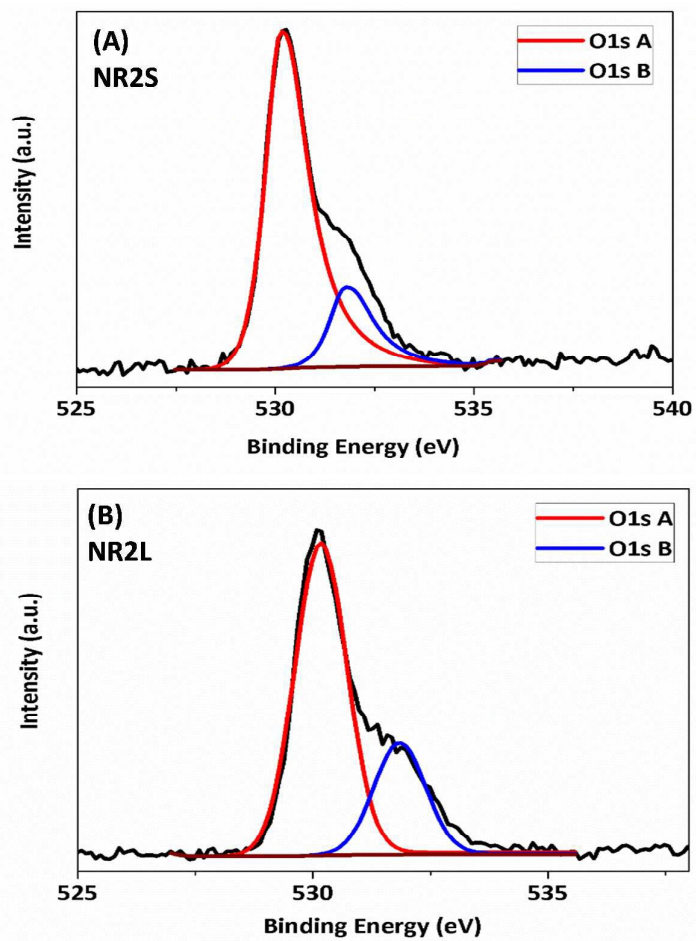 (A)
NR2S
O1s A
O1s B
Intensity (a.u.)
525
530
535
540
Binding Energy (eV)
(B)
NR2L
O1s A
O1s B
Intensity (a.u.)
525
530
535
Binding Energy (eV)